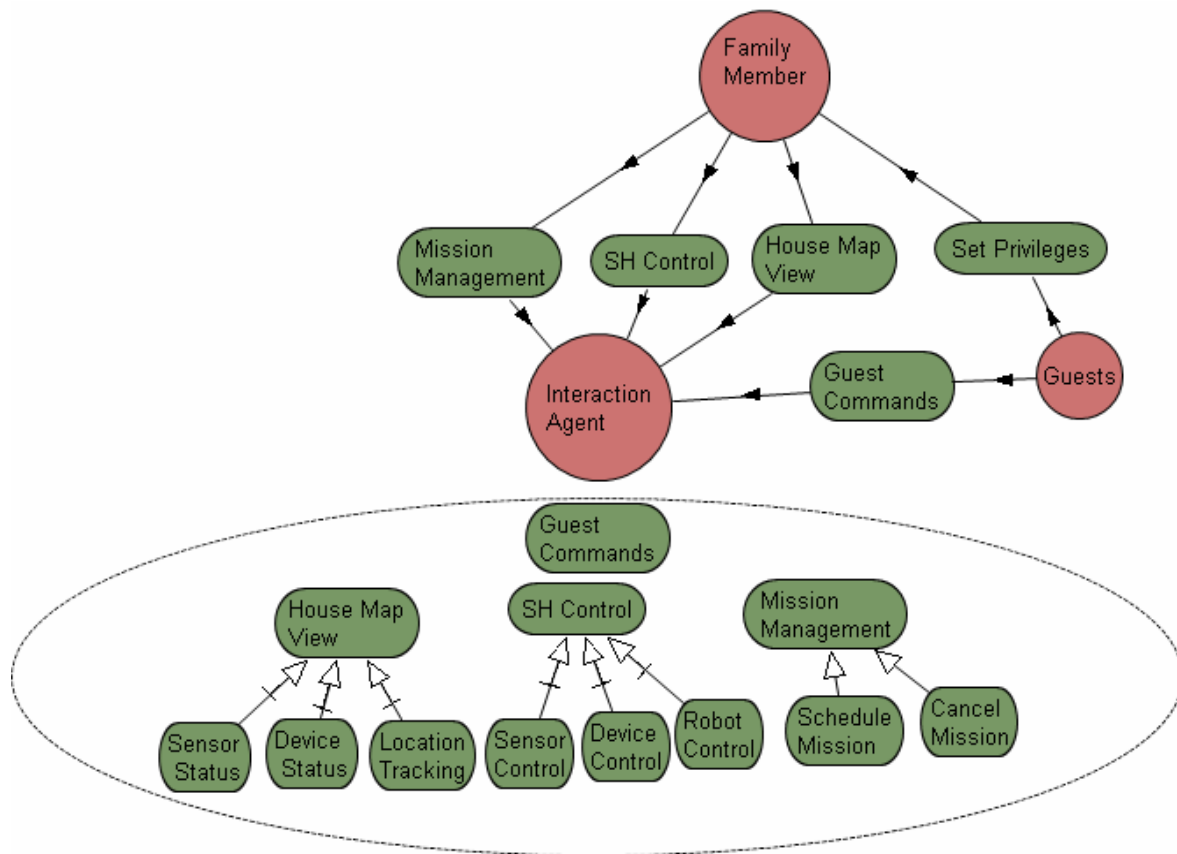 Family
Member
Mission
Management
SH Control
House Map
View
Set Privileges
Interaction
Agent
Guest
Commands
Guests
Guest
Commands
House Map
View
SH Control
Mission
Management
Sensor
Status
Device
Status
Location
Tracking
Sensor
Control
Device
Control
Robot
Control
Schedule
Mission
Cancel
Mission